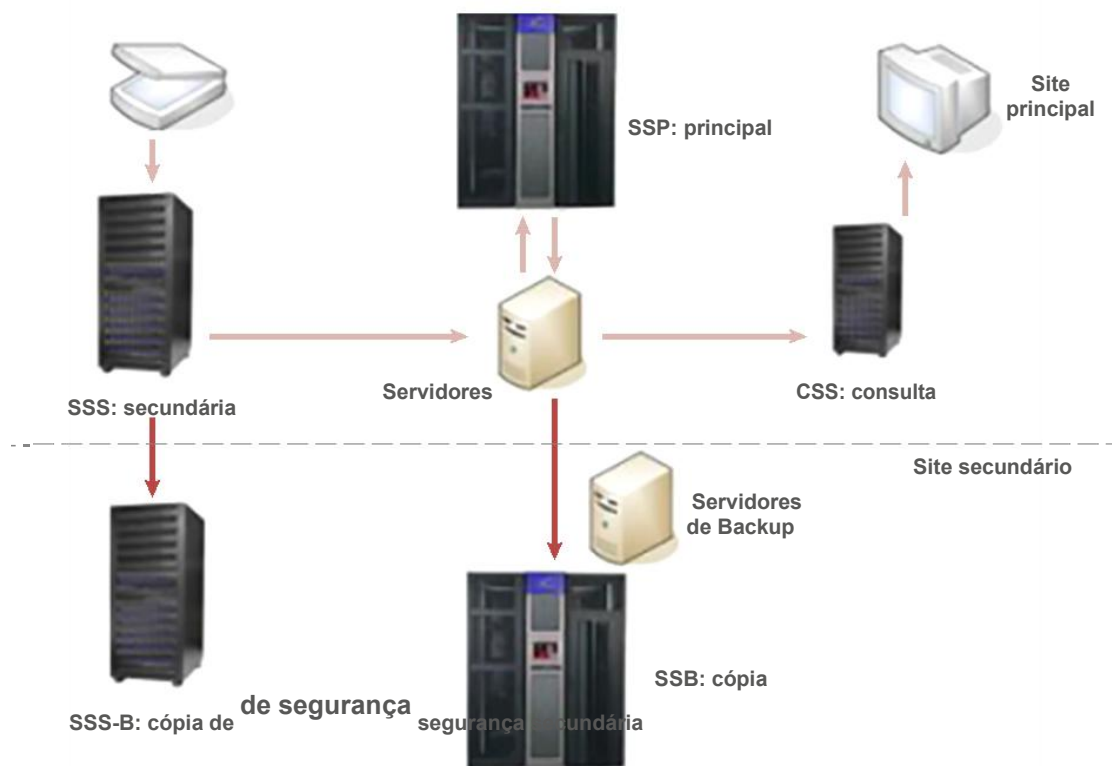 Site
principal
SSP: principal
SSS: secundária
Servidores
CSS: consulta
Site secundário
Servidores
de Backup
SSB: cópia
SSS-B: cópia de
de segurança
segurança